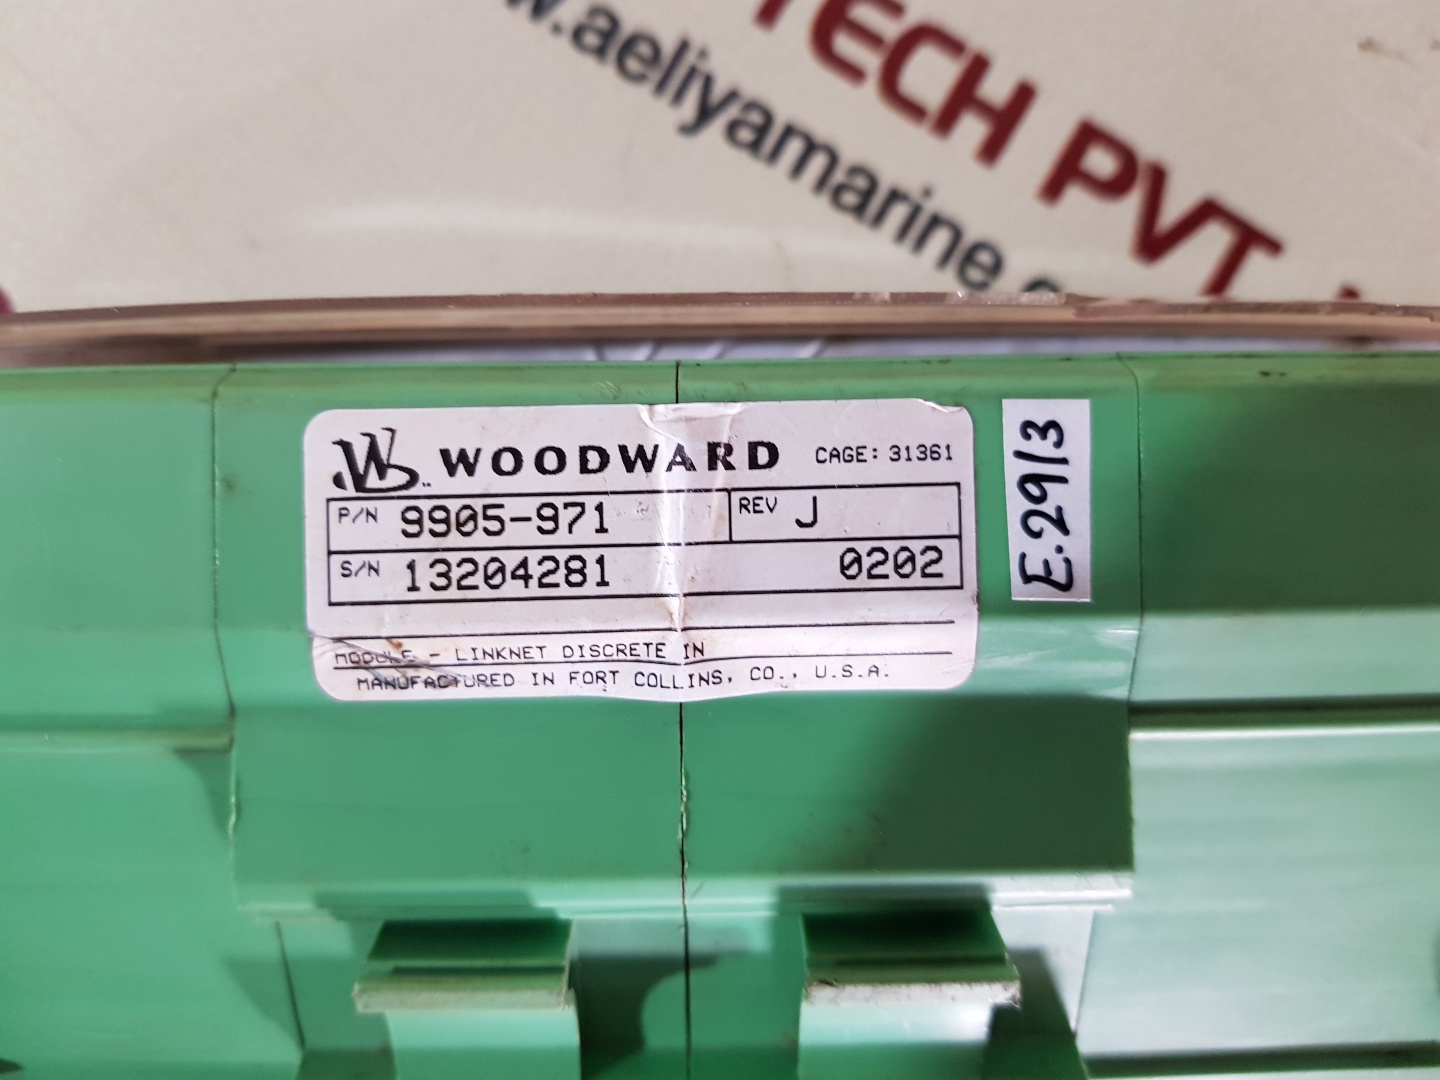 TECH PVT.
w.aeliyamarine.c
WOODWARD CAGE: 31361
P/N 9905-971 REV J
S/N 13204281 0202
MODULE - LINKNET DISCRETE IN
MANUFACTURED IN FORT COLLINS, CO., U.S.A.
E.29/3